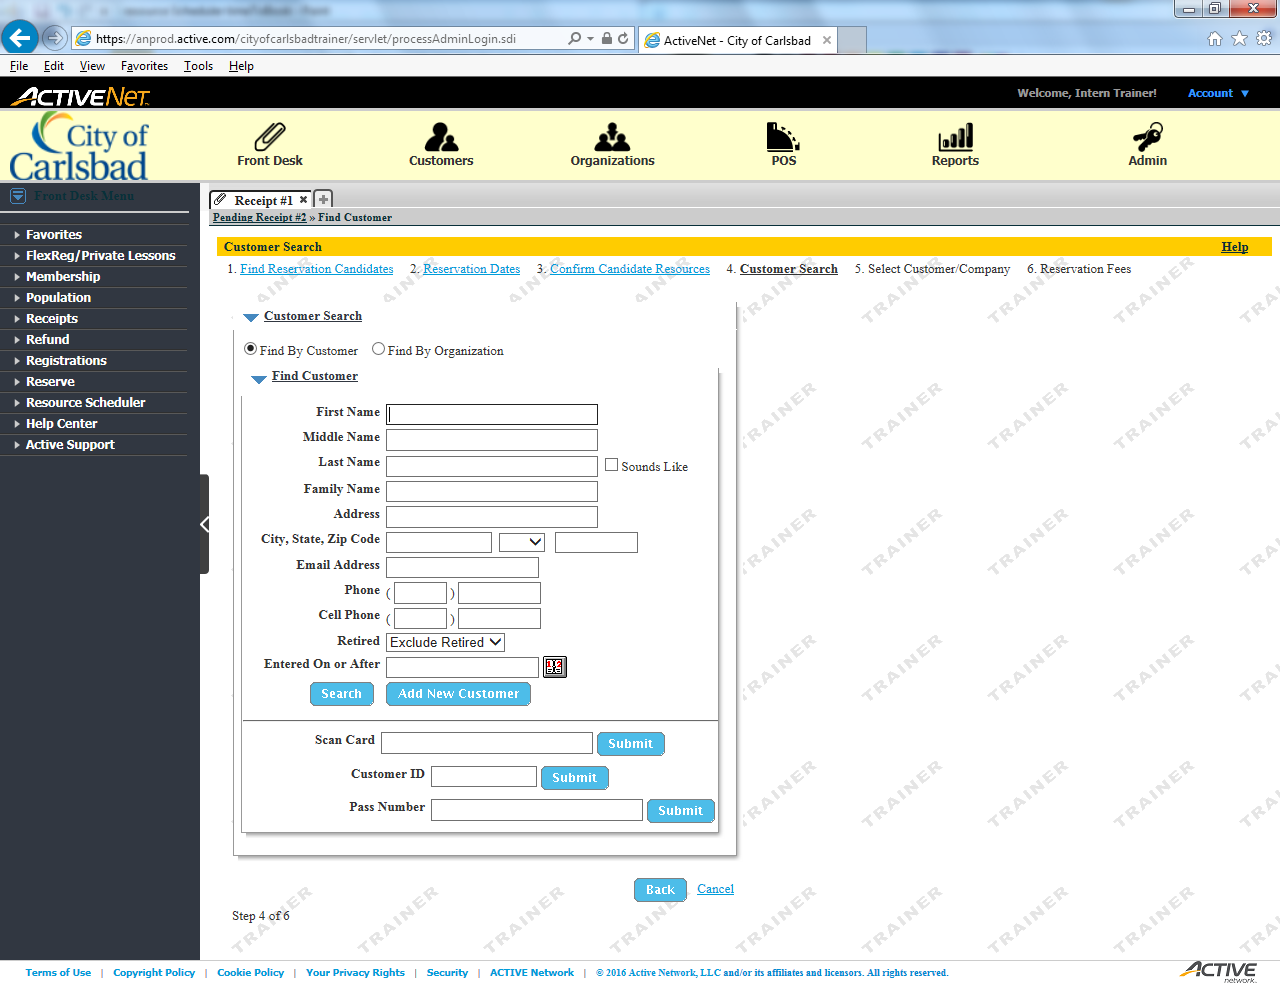 https://anprod.active.com/cityofcarlsbadtrainer/servlet/processAdminLogin.sdi
ActiveNet - City of Carlsbad
File Edit View Favorites Tools Help
ACTIVENET
Welcome, Intern Trainer! Account
City of Carlsbad
Front Desk Customers Organizations POS Reports Admin
Front Desk Menu
Favorites
FlexReg/Private Lessons
Membership
Population
Receipts
Refund
Registrations
Reserve
Resource Scheduler
Help Center
Active Support
Receipt #1
Pending Receipt #2 » Find Customer
Customer Search Help
1. Find Reservation Candidates 2. Reservation Dates 3. Confirm Candidate Resources 4. Customer Search 5. Select Customer/Company 6. Reservation Fees
Customer Search
Find By Customer Find By Organization
Find Customer
First Name
Middle Name
Last Name Sounds Like
Family Name
Address
City, State, Zip Code
Email Address
Phone ( )
Cell Phone ( )
Retired Exclude Retired
Entered On or After
Search Add New Customer
Scan Card Submit
Customer ID Submit
Pass Number Submit
Back Cancel
Step 4 of 6
TRAINER
Terms of Use | Copyright Policy | Cookie Policy | Your Privacy Rights | Security | ACTIVE Network | © 2016 Active Network, LLC and/or its affiliates and licensors. All rights reserved.
ACTIVE network